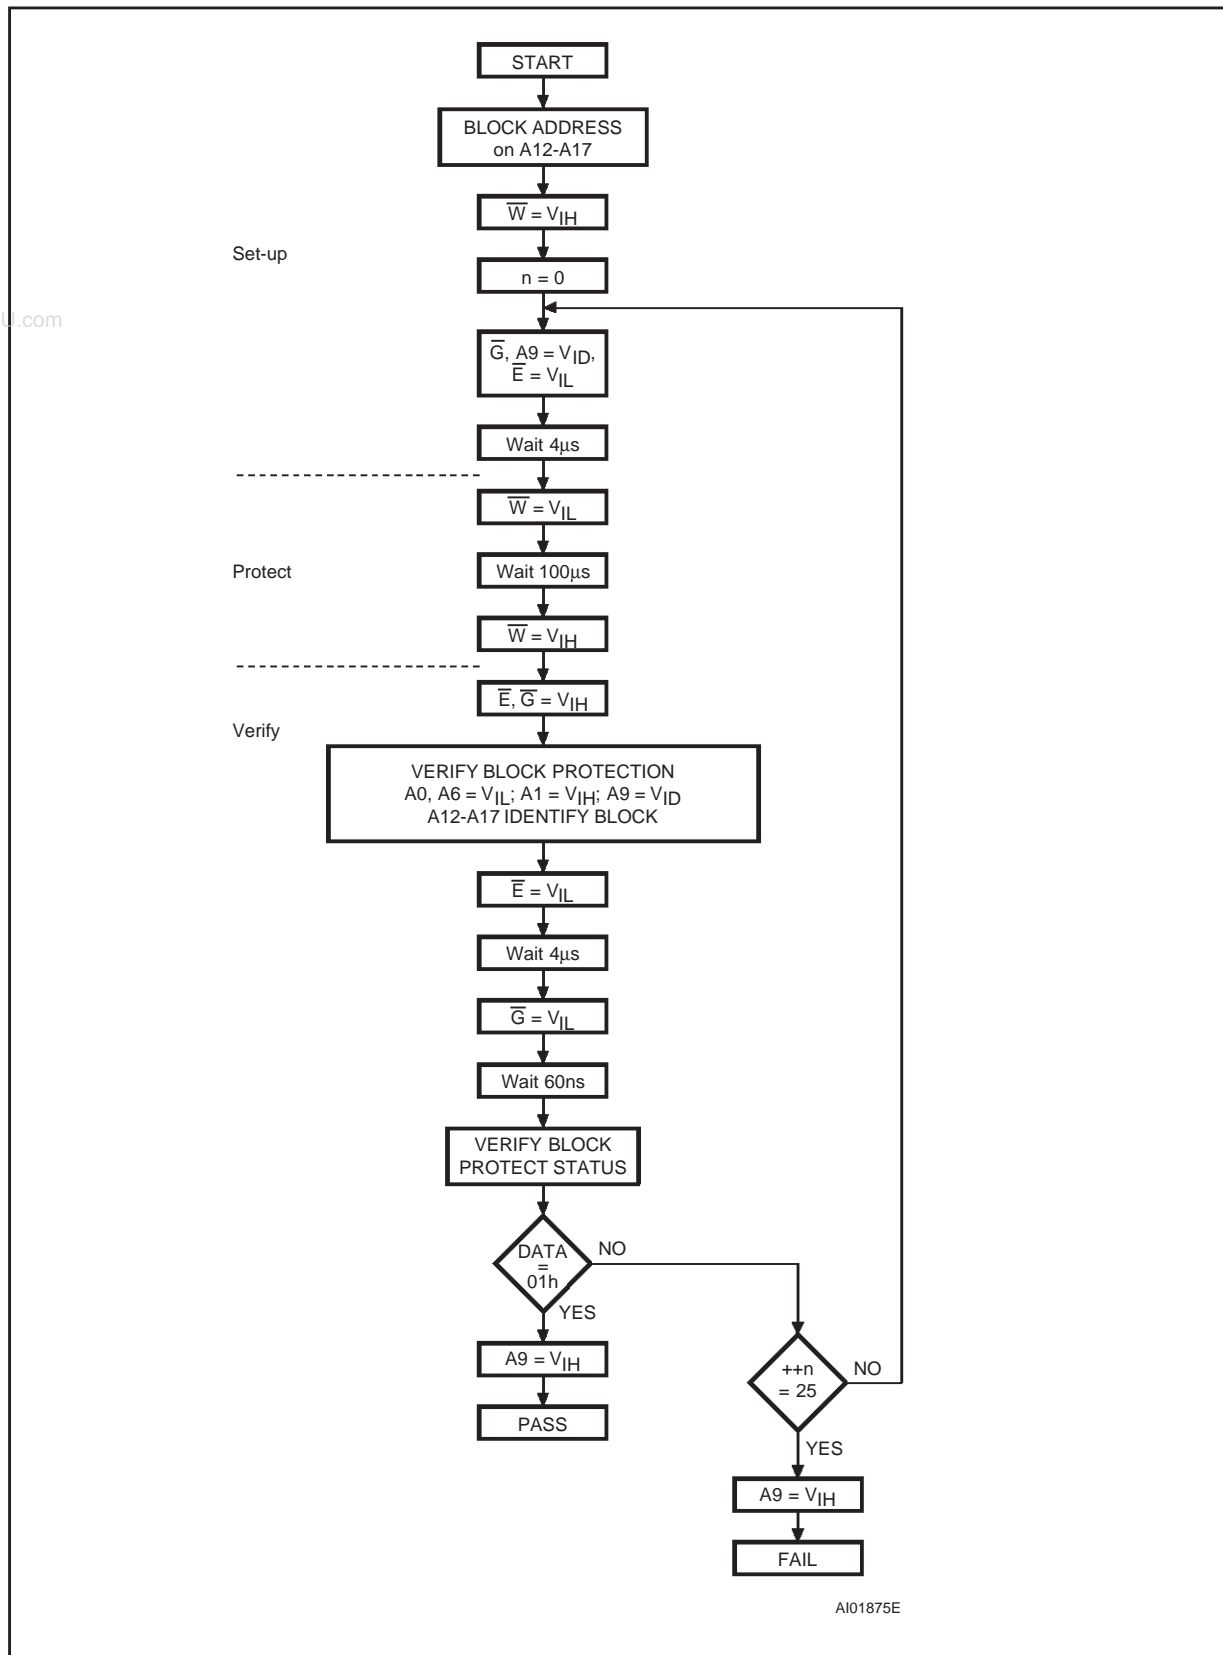 START
BLOCK ADDRESS
on A12-A17
W̅ = VIH
Set-up
n = 0
U.com
G̅, A9 = VID,
E̅ = VIL
Wait 4µs
W̅ = VIL
Protect
Wait 100µs
W̅ = VIH
E̅, G̅ = VIH
Verify
VERIFY BLOCK PROTECTION
A0, A6 = VIL; A1 = VIH; A9 = VID
A12-A17 IDENTIFY BLOCK
E̅ = VIL
Wait 4µs
G̅ = VIL
Wait 60ns
VERIFY BLOCK
PROTECT STATUS
DATA
=
01h
NO
YES
A9 = VIH
PASS
++n
= 25
NO
YES
A9 = VIH
FAIL
AI01875E